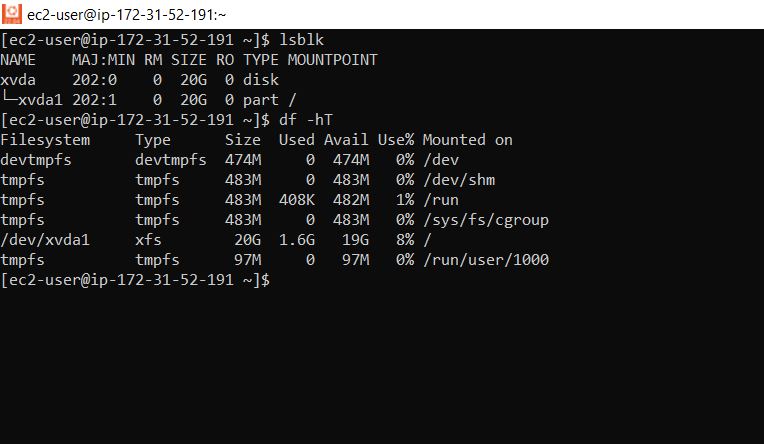 ec2-user@ip-172-31-52-191:~
[ec2-user@ip-172-31-52-191 ~]$ lsblk
NAME    MAJ:MIN RM SIZE RO TYPE MOUNTPOINT
xvda    202:0    0  20G  0 disk
└─xvda1 202:1    0  20G  0 part /
[ec2-user@ip-172-31-52-191 ~]$ df -hT
Filesystem     Type      Size  Used Avail Use% Mounted on
devtmpfs       devtmpfs  474M     0  474M   0% /dev
tmpfs          tmpfs     483M     0  483M   0% /dev/shm
tmpfs          tmpfs     483M  408K  482M   1% /run
tmpfs          tmpfs     483M     0  483M   0% /sys/fs/cgroup
/dev/xvda1     xfs        20G  1.6G   19G   8% /
tmpfs          tmpfs      97M     0   97M   0% /run/user/1000
[ec2-user@ip-172-31-52-191 ~]$